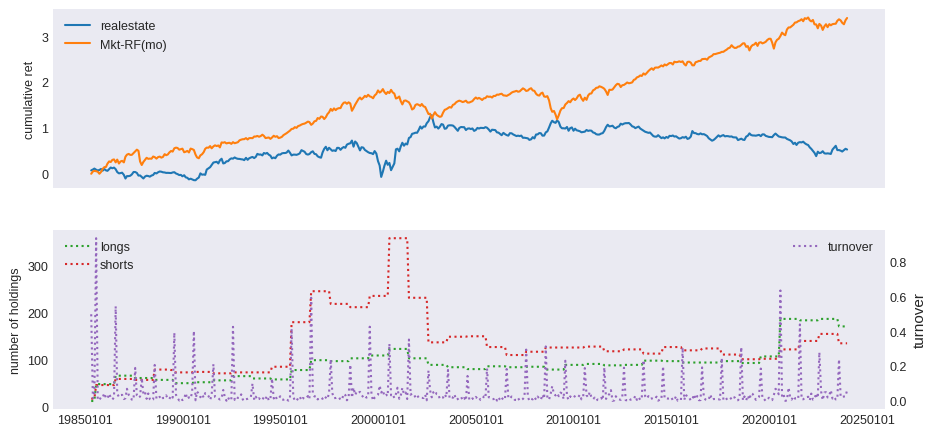 realestate
Mkt-RF(mo)
cumulative ret
3
2
1
0
longs
shorts
turnover
number of holdings
300
200
100
0
0.8
0.6
0.4
0.2
0.0
turnover
19850101 19900101 19950101 20000101 20050101 20100101 20150101 20200101 20250101